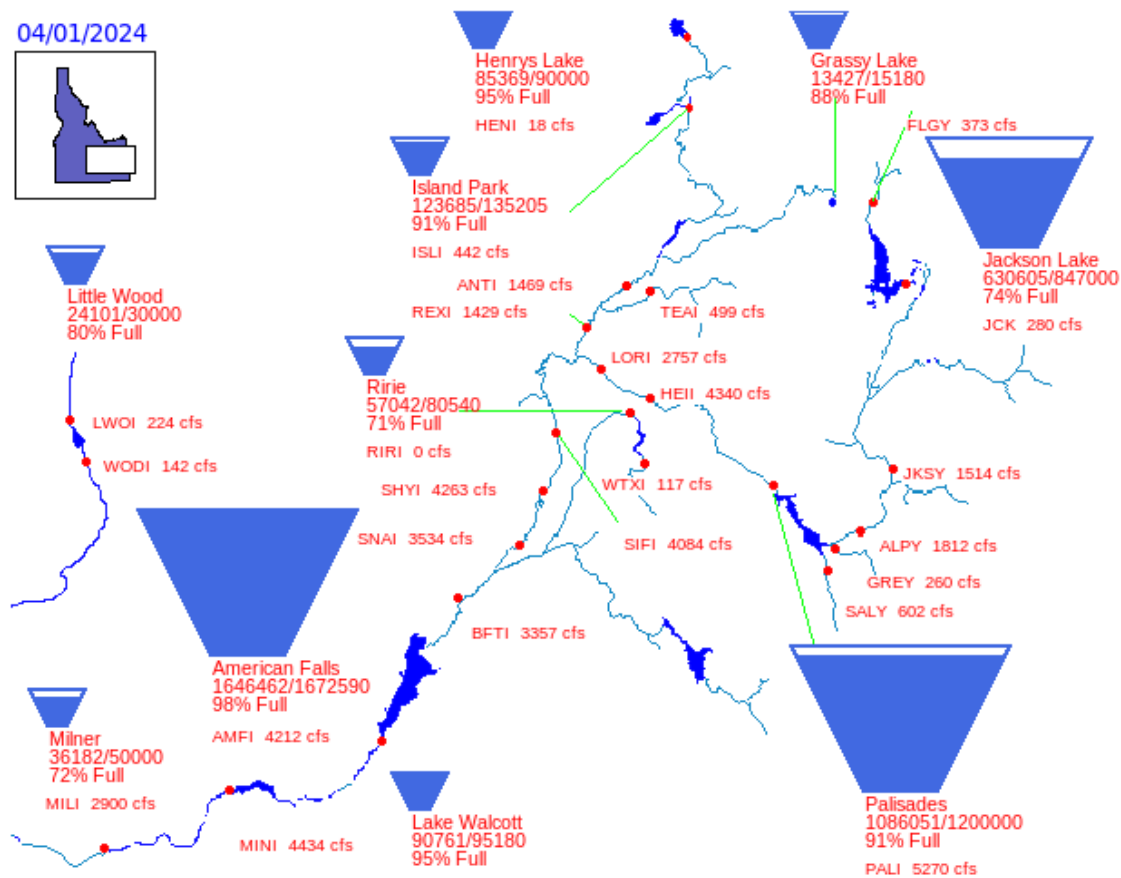 04/01/2024
Henrys Lake
85369/90000
95% Full
HENI 18 cfs
Grassy Lake
13427/15180
88% Full
FLGY 373 cfs
Island Park
123685/135205
91% Full
ISLI 442 cfs
Jackson Lake
630605/847000
74% Full
JCK 280 cfs
Little Wood
24101/30000
80% Full
ANTI 1469 cfs
REXI 1429 cfs
TEAI 499 cfs
LORI 2757 cfs
HEII 4340 cfs
Ririe
57042/80540
71% Full
RIRI 0 cfs
LWOI 224 cfs
WODI 142 cfs
SHYI 4263 cfs
WTXI 117 cfs
JKSY 1514 cfs
SNAI 3534 cfs
SIFI 4084 cfs
ALPY 1812 cfs
GREY 260 cfs
SALY 602 cfs
BFTI 3357 cfs
American Falls
1646462/1672590
98% Full
AMFI 4212 cfs
Milner
36182/50000
72% Full
MILI 2900 cfs
MINI 4434 cfs
Lake Walcott
90761/95180
95% Full
Palisades
1086051/1200000
91% Full
PALI 5270 cfs